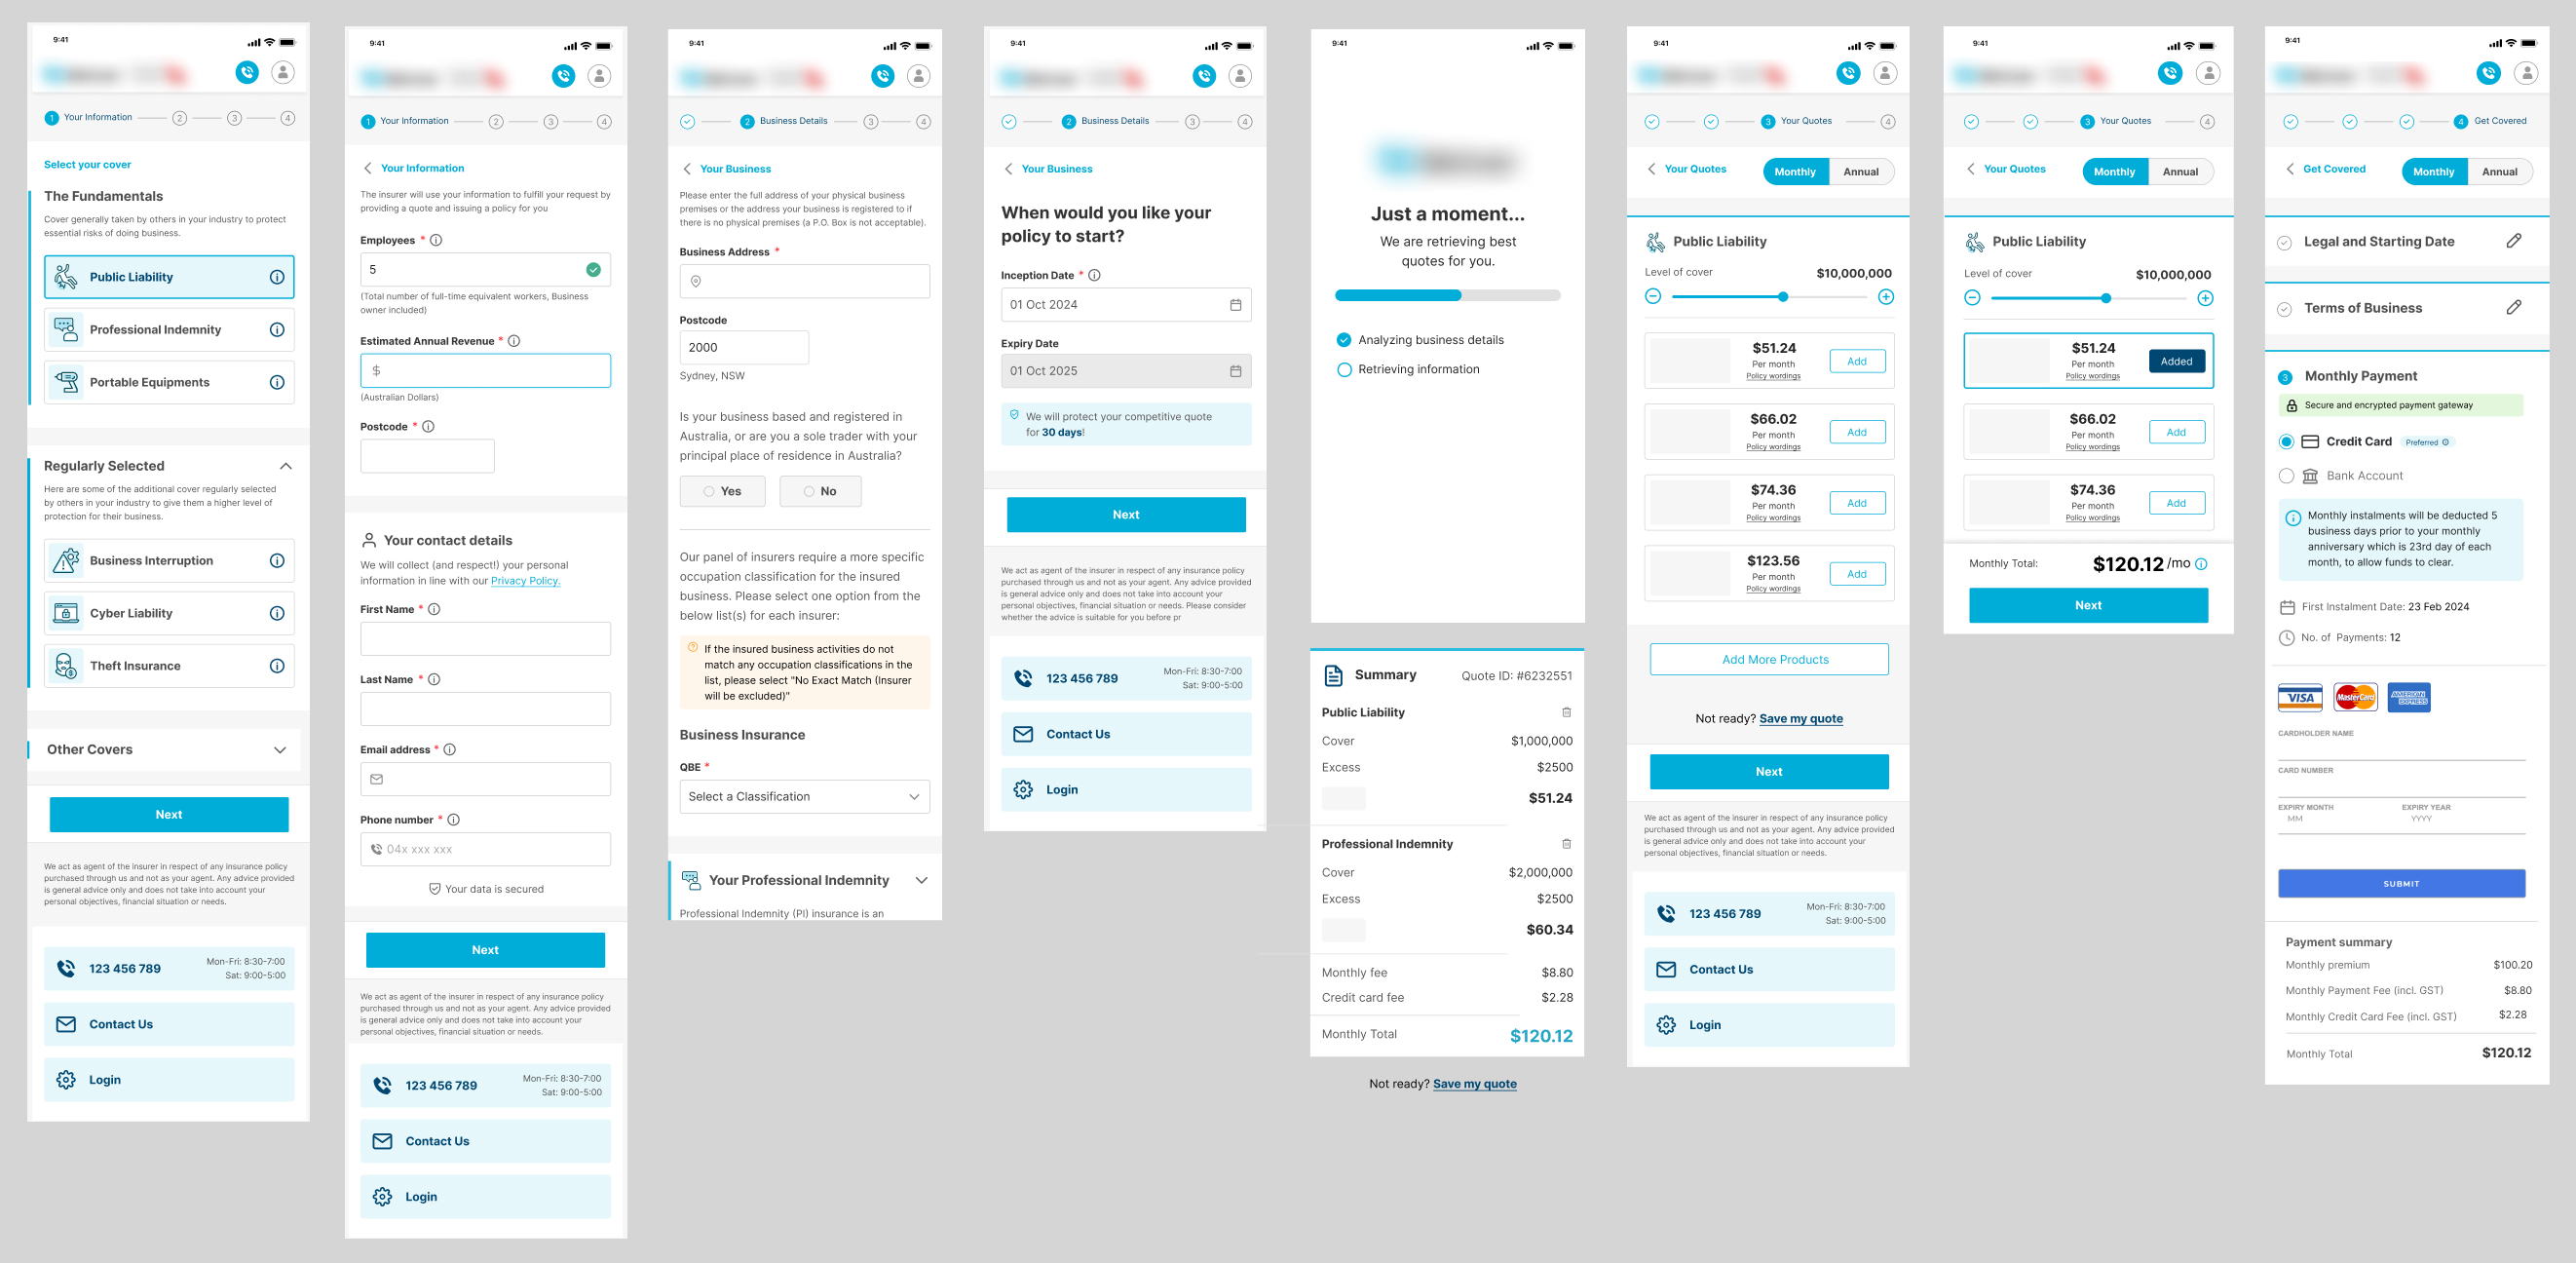 9:41
1 Your Information 2 3 4
Select your cover
The Fundamentals
Cover generally taken by others in your industry to protect
essential risks of doing business.
Public Liability
Professional Indemnity
Portable Equipments
Regularly Selected
Here are some of the additional cover regularly selected
by others in your industry to give them a higher level of
protection for their business.
Business Interruption
Cyber Liability
Theft Insurance
Other Covers
Next
We act as agent of the insurer in respect of any insurance policy
purchased through us and not as your agent. Any advice provided
is general advice only and does not take into account your
personal objectives, financial situation or needs.
123 456 789
Mon-Fri: 8:30-7:00
Sat: 9:00-5:00
Contact Us
Login
9:41
1 Your Information 2 3 4
Your Information
The insurer will use your information to fulfill your request by
providing a quote and issuing a policy for you
Employees *
5
(Total number of full-time equivalent workers, Business
owner included)
Estimated Annual Revenue *
$
(Australian Dollars)
Postcode *
Your contact details
We will collect (and respect!) your personal
information in line with our Privacy Policy.
First Name *
Last Name *
Email address *
Phone number *
04x xxx xxx
Your data is secured
Next
We act as agent of the insurer in respect of any insurance policy
purchased through us and not as your agent. Any advice provided
is general advice only and does not take into account your
personal objectives, financial situation or needs.
123 456 789
Mon-Fri: 8:30-7:00
Sat: 9:00-5:00
Contact Us
Login
9:41
2 Business Details 3 4
Your Business
Please enter the full address of your physical business
premises or the address your business is registered to if
there is no physical premises (a P.O. Box is not acceptable).
Business Address *
Postcode
2000
Sydney, NSW
Is your business based and registered in
Australia, or are you a sole trader with your
principal place of residence in Australia?
Yes No
Our panel of insurers require a more specific
occupation classification for the insured
business. Please select one option from the
below list(s) for each insurer:
If the insured business activities do not
match any occupation classifications in the
list, please select "No Exact Match (Insurer
will be excluded)"
Business Insurance
QBE *
Select a Classification
Your Professional Indemnity
Professional Indemnity (PI) insurance is an
9:41
2 Business Details 3 4
Your Business
When would you like your
policy to start?
Inception Date *
01 Oct 2024
Expiry Date
01 Oct 2025
We will protect your competitive quote
for 30 days!
Next
We act as agent of the insurer in respect of any insurance policy
purchased through us and not as your agent. Any advice provided
is general advice only and does not take into account your
personal objectives, financial situation or needs. Please consider
whether the advice is suitable for you before pr
123 456 789
Mon-Fri: 8:30-7:00
Sat: 9:00-5:00
Contact Us
Login
9:41
Just a moment...
We are retrieving best
quotes for you.
Analyzing business details
Retrieving information
Summary Quote ID: #6232551
Public Liability
Cover $1,000,000
Excess $2500
$51.24
Professional Indemnity
Cover $2,000,000
Excess $2500
$60.34
Monthly fee $8.80
Credit card fee $2.28
Monthly Total $120.12
Not ready? Save my quote
9:41
3 Your Quotes 4
Your Quotes Monthly Annual
Public Liability
Level of cover $10,000,000
$51.24
Per month
Policy wordings
Add
$66.02
Per month
Policy wordings
Add
$74.36
Per month
Policy wordings
Add
$123.56
Per month
Policy wordings
Add
Add More Products
Not ready? Save my quote
Next
We act as agent of the insurer in respect of any insurance policy
purchased through us and not as your agent. Any advice provided
is general advice only and does not take into account your
personal objectives, financial situation or needs.
123 456 789
Mon-Fri: 8:30-7:00
Sat: 9:00-5:00
Contact Us
Login
9:41
3 Your Quotes 4
Your Quotes Monthly Annual
Public Liability
Level of cover $10,000,000
$51.24
Per month
Policy wordings
Added
$66.02
Per month
Policy wordings
Add
$74.36
Per month
Policy wordings
Add
Monthly Total: $120.12 /mo
Next
9:41
4 Get Covered
Get Covered Monthly Annual
Legal and Starting Date
Terms of Business
3 Monthly Payment
Secure and encrypted payment gateway
Credit Card Preferred
Bank Account
Monthly instalments will be deducted 5
business days prior to your monthly
anniversary which is 23rd day of each
month, to allow funds to clear.
First Instalment Date: 23 Feb 2024
No. of Payments: 12
VISA MasterCard AMERICAN EXPRESS
CARDHOLDER NAME
CARD NUMBER
EXPIRY MONTH EXPIRY YEAR
MM YYYY
SUBMIT
Payment summary
Monthly premium $100.20
Monthly Payment Fee (incl. GST) $8.80
Monthly Credit Card Fee (incl. GST) $2.28
Monthly Total $120.12